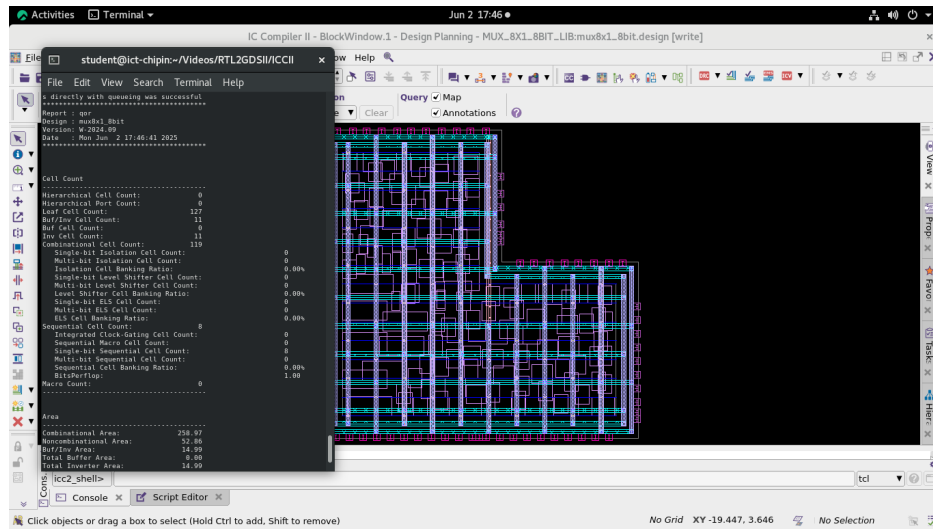 Activities
Terminal
Jun 2 17:46
IC Compiler II - BlockWindow.1 - Design Planning - MUX_8X1_8BIT_LIB:mux8x1_8bit.design [write]
student@ict-chipin:~/Videos/RTL2GDSII/ICCII
File Edit View Search Terminal Help
Help
Query Map
Clear
Annotations
s directly with queueing was successful
****************************************
Report : qor
Design : mux8x1_8bit
Version: W-2024.09
Date : Mon Jun 2 17:46:41 2025
****************************************
Cell Count
----------------------------------------
Hierarchical Cell Count: 0
Hierarchical Port Count: 0
Leaf Cell Count: 127
Buf/Inv Cell Count: 11
Buf Cell Count: 0
Inv Cell Count: 11
Combinational Cell Count: 119
Single-bit Isolation Cell Count: 0
Multi-bit Isolation Cell Count: 0
Isolation Cell Banking Ratio: 0.00%
Single-bit Level Shifter Cell Count: 0
Multi-bit Level Shifter Cell Count: 0
Level Shifter Cell Banking Ratio: 0.00%
Single-bit ELS Cell Count: 0
Multi-bit ELS Cell Count: 0
ELS Cell Banking Ratio: 0.00%
Sequential Cell Count: 8
Integrated Clock-Gating Cell Count: 0
Sequential Macro Cell Count: 0
Single-bit Sequential Cell Count: 8
Multi-bit Sequential Cell Count: 0
Sequential Cell Banking Ratio: 0.00%
BitsPerflop: 1.00
Macro Count: 0
----------------------------------------
Area
----------------------------------------
Combinational Area: 258.97
Noncombinational Area: 52.86
Buf/Inv Area: 14.99
Total Buffer Area: 0.00
Total Inverter Area: 14.99
View
Favo
Task
Hier
icc2_shell>
tcl
Console
Script Editor
Click objects or drag a box to select (Hold Ctrl to add, Shift to remove)
No Grid XY -19.447, 3.646
No Selection